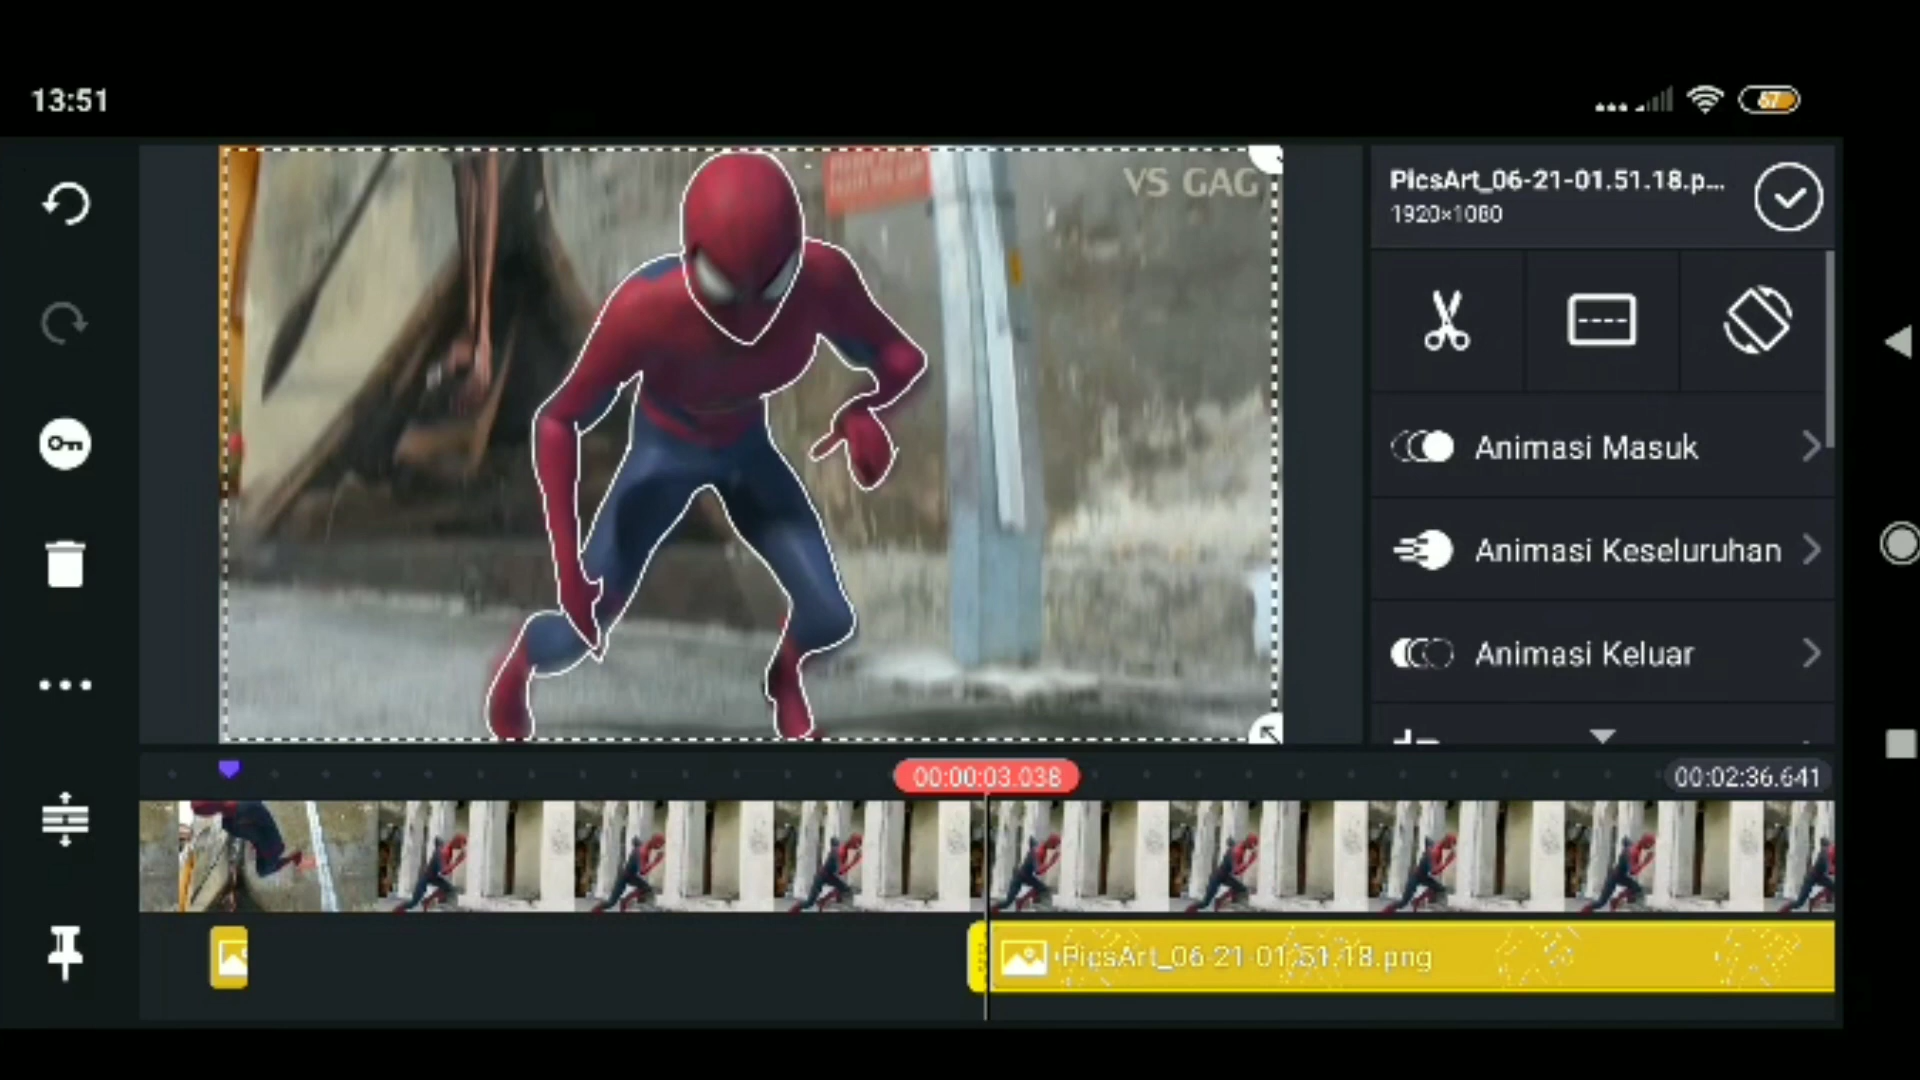 13:51
67
VS GAG
PicsArt_06-21-01.51.18.p...
1920×1080
Animasi Masuk
Animasi Keseluruhan
Animasi Keluar
00:00:03.038
00:02:36.641
PicsArt_06-21-01.51.18.png